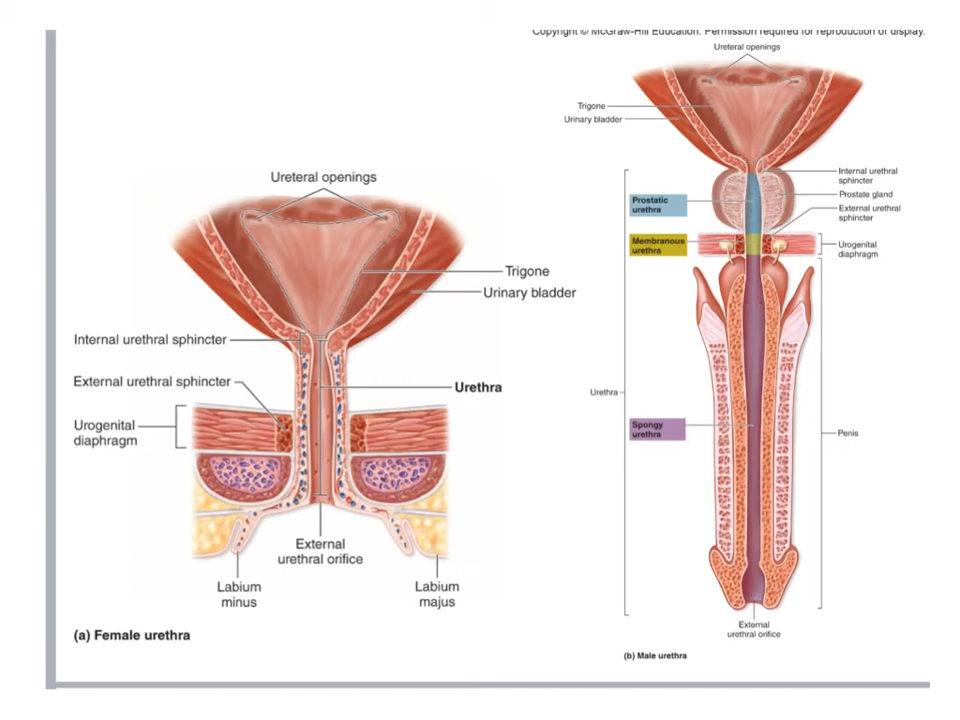 Copyright © McGraw-Hill Education. Permission required for reproduction or display.
Ureteral openings
Trigone
Urinary bladder
Internal urethral sphincter
External urethral sphincter
Urethra
Urogenital
diaphragm
External
urethral orifice
Labium
minus
Labium
majus
(a) Female urethra
Ureteral openings
Trigone
Urinary bladder
Internal urethral
sphincter
Prostate gland
External urethral
sphincter
Prostatic
urethra
Membranous
urethra
Urogenital
diaphragm
Urethra
Spongy
urethra
Penis
External
urethral orifice
(b) Male urethra